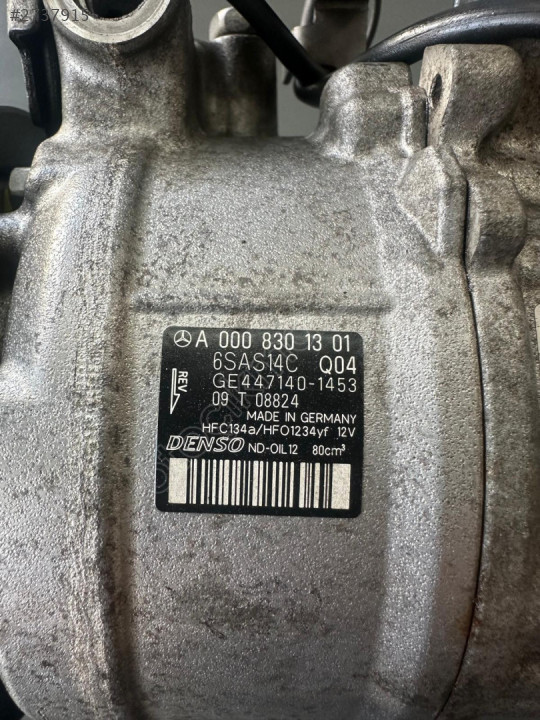 #2137915
A 000 830 13 01
6SAS14C Q04
GE447140-1453
REV
09 T 08824
MADE IN GERMANY
HFC134a/HFO1234yf 12V
DENSO ND-OIL12 80cm³